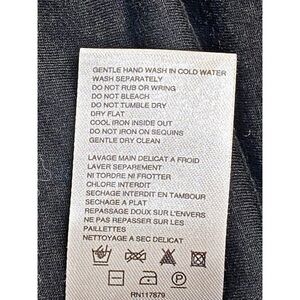 GENTLE HAND WASH IN COLD WATER
WASH SEPARATELY
DO NOT RUB OR WRING
DO NOT BLEACH
DO NOT TUMBLE DRY
DRY FLAT
COOL IRON INSIDE OUT
DO NOT IRON ON SEQUINS
GENTLE DRY CLEAN
LAVAGE MAIN DELICAT A FROID
LAVER SEPAREMENT
NI TORDRE NI FROTTER
CHLORE INTERDIT
SECHAGE INTERDIT EN TAMBOUR
SECHAGE A PLAT
REPASSAGE DOUX SUR L'ENVERS
NE PAS REPASSER SUR LES
PAILLETTES
NETTOYAGE A SEC DELICAT
P
RN117879